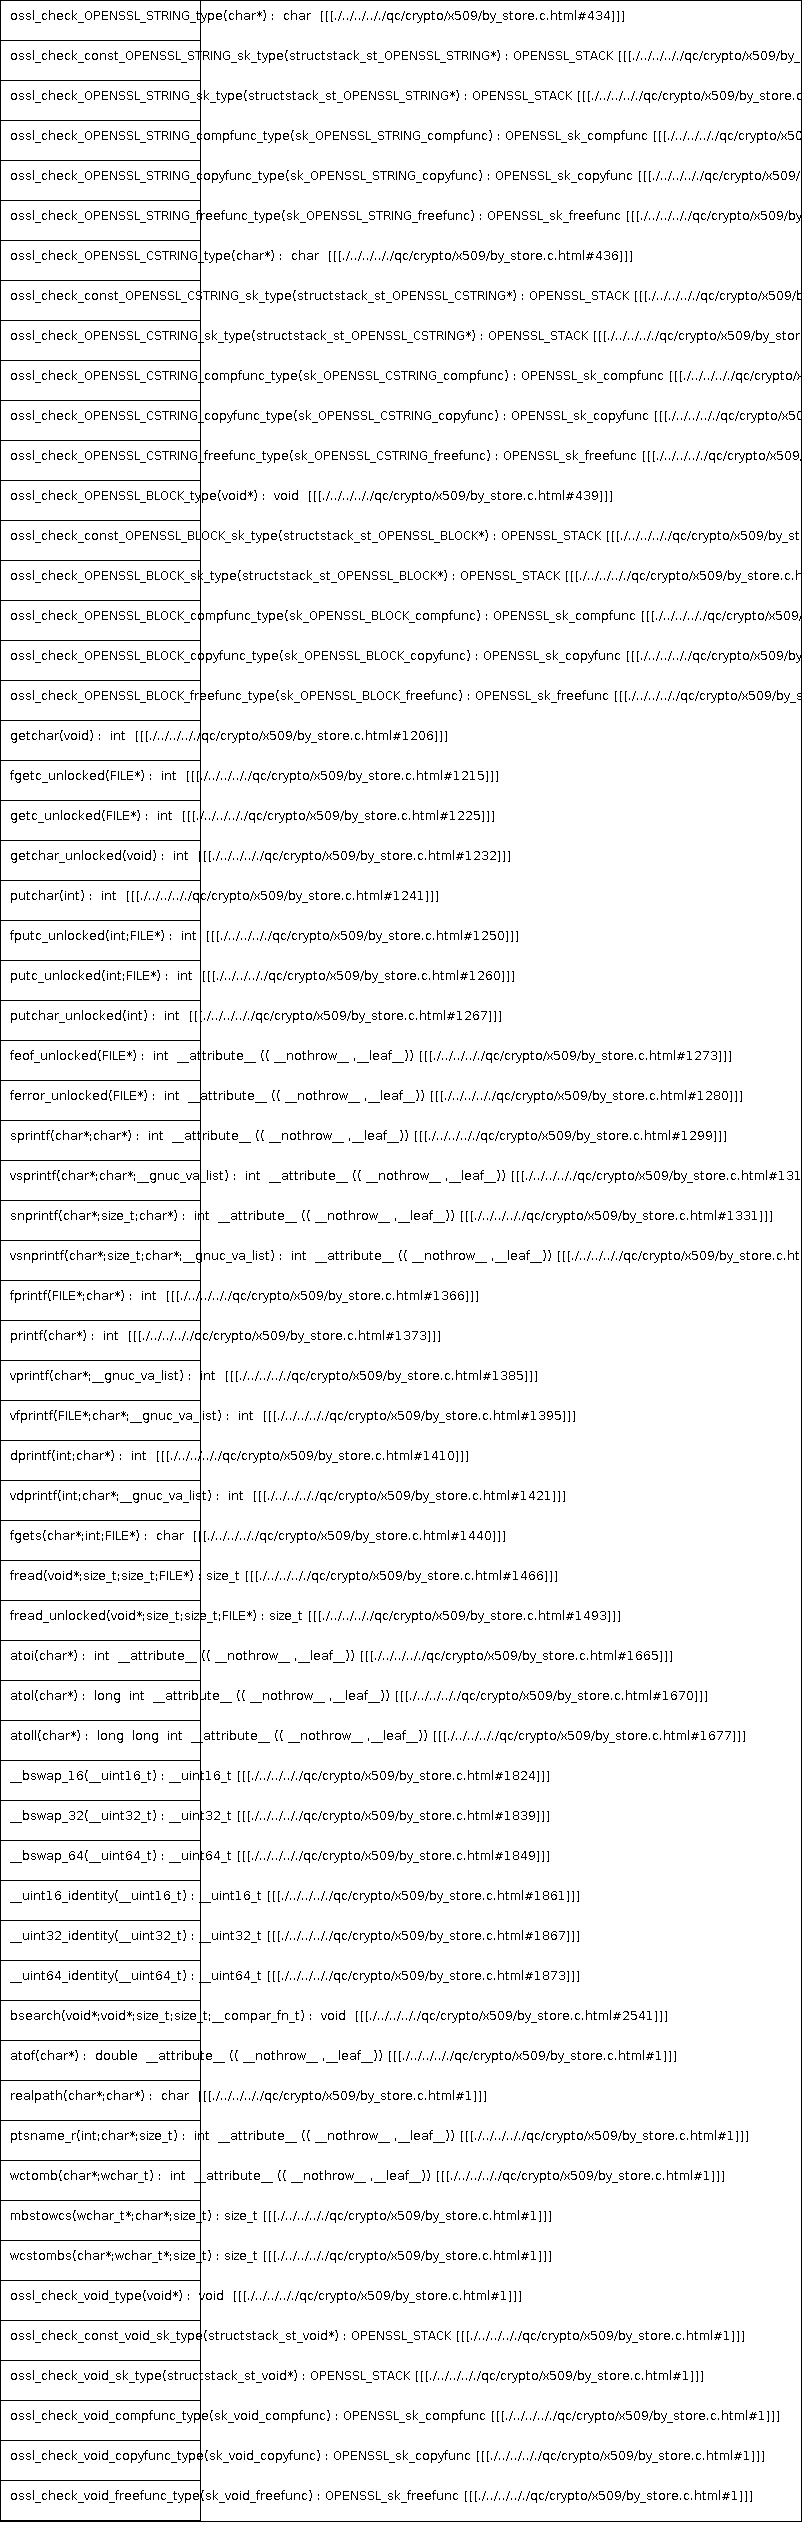 ossl_check_OPENSSL_STRING_type(char*) :  char  [[[./../../../../qc/crypto/x509/by_store.c.html#434]]]
ossl_check_const_OPENSSL_STRING_sk_type(structstack_st_OPENSSL_STRING*) : OPENSSL_STACK [[[./../../../../qc/crypto/x509/by_
ossl_check_OPENSSL_STRING_sk_type(structstack_st_OPENSSL_STRING*) : OPENSSL_STACK [[[./../../../../qc/crypto/x509/by_store.c
ossl_check_OPENSSL_STRING_compfunc_type(sk_OPENSSL_STRING_compfunc) : OPENSSL_sk_compfunc [[[./../../../../qc/crypto/x50
ossl_check_OPENSSL_STRING_copyfunc_type(sk_OPENSSL_STRING_copyfunc) : OPENSSL_sk_copyfunc [[[./../../../../qc/crypto/x509/
ossl_check_OPENSSL_STRING_freefunc_type(sk_OPENSSL_STRING_freefunc) : OPENSSL_sk_freefunc [[[./../../../../qc/crypto/x509/by
ossl_check_OPENSSL_CSTRING_type(char*) :  char  [[[./../../../../qc/crypto/x509/by_store.c.html#436]]]
ossl_check_const_OPENSSL_CSTRING_sk_type(structstack_st_OPENSSL_CSTRING*) : OPENSSL_STACK [[[./../../../../qc/crypto/x509/b
ossl_check_OPENSSL_CSTRING_sk_type(structstack_st_OPENSSL_CSTRING*) : OPENSSL_STACK [[[./../../../../qc/crypto/x509/by_stor
ossl_check_OPENSSL_CSTRING_compfunc_type(sk_OPENSSL_CSTRING_compfunc) : OPENSSL_sk_compfunc [[[./../../../../qc/crypto/x
ossl_check_OPENSSL_CSTRING_copyfunc_type(sk_OPENSSL_CSTRING_copyfunc) : OPENSSL_sk_copyfunc [[[./../../../../qc/crypto/x50
ossl_check_OPENSSL_CSTRING_freefunc_type(sk_OPENSSL_CSTRING_freefunc) : OPENSSL_sk_freefunc [[[./../../../../qc/crypto/x509/
ossl_check_OPENSSL_BLOCK_type(void*) :  void  [[[./../../../../qc/crypto/x509/by_store.c.html#439]]]
ossl_check_const_OPENSSL_BLOCK_sk_type(structstack_st_OPENSSL_BLOCK*) : OPENSSL_STACK [[[./../../../../qc/crypto/x509/by_st
ossl_check_OPENSSL_BLOCK_sk_type(structstack_st_OPENSSL_BLOCK*) : OPENSSL_STACK [[[./../../../../qc/crypto/x509/by_store.c.h
ossl_check_OPENSSL_BLOCK_compfunc_type(sk_OPENSSL_BLOCK_compfunc) : OPENSSL_sk_compfunc [[[./../../../../qc/crypto/x509/
ossl_check_OPENSSL_BLOCK_copyfunc_type(sk_OPENSSL_BLOCK_copyfunc) : OPENSSL_sk_copyfunc [[[./../../../../qc/crypto/x509/by
ossl_check_OPENSSL_BLOCK_freefunc_type(sk_OPENSSL_BLOCK_freefunc) : OPENSSL_sk_freefunc [[[./../../../../qc/crypto/x509/by_s
getchar(void) :  int  [[[./../../../../qc/crypto/x509/by_store.c.html#1206]]]
fgetc_unlocked(FILE*) :  int  [[[./../../../../qc/crypto/x509/by_store.c.html#1215]]]
getc_unlocked(FILE*) :  int  [[[./../../../../qc/crypto/x509/by_store.c.html#1225]]]
getchar_unlocked(void) :  int  [[[./../../../../qc/crypto/x509/by_store.c.html#1232]]]
putchar(int) :  int  [[[./../../../../qc/crypto/x509/by_store.c.html#1241]]]
fputc_unlocked(int;FILE*) :  int  [[[./../../../../qc/crypto/x509/by_store.c.html#1250]]]
putc_unlocked(int;FILE*) :  int  [[[./../../../../qc/crypto/x509/by_store.c.html#1260]]]
putchar_unlocked(int) :  int  [[[./../../../../qc/crypto/x509/by_store.c.html#1267]]]
feof_unlocked(FILE*) :  int  __attribute__ (( __nothrow__ ,__leaf__)) [[[./../../../../qc/crypto/x509/by_store.c.html#1273]]]
ferror_unlocked(FILE*) :  int  __attribute__ (( __nothrow__ ,__leaf__)) [[[./../../../../qc/crypto/x509/by_store.c.html#1280]]]
sprintf(char*;char*) :  int  __attribute__ (( __nothrow__ ,__leaf__)) [[[./../../../../qc/crypto/x509/by_store.c.html#1299]]]
vsprintf(char*;char*;__gnuc_va_list) :  int  __attribute__ (( __nothrow__ ,__leaf__)) [[[./../../../../qc/crypto/x509/by_store.c.html#131
snprintf(char*;size_t;char*) :  int  __attribute__ (( __nothrow__ ,__leaf__)) [[[./../../../../qc/crypto/x509/by_store.c.html#1331]]]
vsnprintf(char*;size_t;char*;__gnuc_va_list) :  int  __attribute__ (( __nothrow__ ,__leaf__)) [[[./../../../../qc/crypto/x509/by_store.c.ht
fprintf(FILE*;char*) :  int  [[[./../../../../qc/crypto/x509/by_store.c.html#1366]]]
printf(char*) :  int  [[[./../../../../qc/crypto/x509/by_store.c.html#1373]]]
vprintf(char*;__gnuc_va_list) :  int  [[[./../../../../qc/crypto/x509/by_store.c.html#1385]]]
vfprintf(FILE*;char*;__gnuc_va_list) :  int  [[[./../../../../qc/crypto/x509/by_store.c.html#1395]]]
dprintf(int;char*) :  int  [[[./../../../../qc/crypto/x509/by_store.c.html#1410]]]
vdprintf(int;char*;__gnuc_va_list) :  int  [[[./../../../../qc/crypto/x509/by_store.c.html#1421]]]
fgets(char*;int;FILE*) :  char  [[[./../../../../qc/crypto/x509/by_store.c.html#1440]]]
fread(void*;size_t;size_t;FILE*) : size_t [[[./../../../../qc/crypto/x509/by_store.c.html#1466]]]
fread_unlocked(void*;size_t;size_t;FILE*) : size_t [[[./../../../../qc/crypto/x509/by_store.c.html#1493]]]
atoi(char*) :  int  __attribute__ (( __nothrow__ ,__leaf__)) [[[./../../../../qc/crypto/x509/by_store.c.html#1665]]]
atol(char*) :  long  int  __attribute__ (( __nothrow__ ,__leaf__)) [[[./../../../../qc/crypto/x509/by_store.c.html#1670]]]
atoll(char*) :  long  long  int  __attribute__ (( __nothrow__ ,__leaf__)) [[[./../../../../qc/crypto/x509/by_store.c.html#1677]]]
__bswap_16(__uint16_t) : __uint16_t [[[./../../../../qc/crypto/x509/by_store.c.html#1824]]]
__bswap_32(__uint32_t) : __uint32_t [[[./../../../../qc/crypto/x509/by_store.c.html#1839]]]
__bswap_64(__uint64_t) : __uint64_t [[[./../../../../qc/crypto/x509/by_store.c.html#1849]]]
__uint16_identity(__uint16_t) : __uint16_t [[[./../../../../qc/crypto/x509/by_store.c.html#1861]]]
__uint32_identity(__uint32_t) : __uint32_t [[[./../../../../qc/crypto/x509/by_store.c.html#1867]]]
__uint64_identity(__uint64_t) : __uint64_t [[[./../../../../qc/crypto/x509/by_store.c.html#1873]]]
bsearch(void*;void*;size_t;size_t;__compar_fn_t) :  void  [[[./../../../../qc/crypto/x509/by_store.c.html#2541]]]
atof(char*) :  double  __attribute__ (( __nothrow__ ,__leaf__)) [[[./../../../../qc/crypto/x509/by_store.c.html#1]]]
realpath(char*;char*) :  char  [[[./../../../../qc/crypto/x509/by_store.c.html#1]]]
ptsname_r(int;char*;size_t) :  int  __attribute__ (( __nothrow__ ,__leaf__)) [[[./../../../../qc/crypto/x509/by_store.c.html#1]]]
wctomb(char*;wchar_t) :  int  __attribute__ (( __nothrow__ ,__leaf__)) [[[./../../../../qc/crypto/x509/by_store.c.html#1]]]
mbstowcs(wchar_t*;char*;size_t) : size_t [[[./../../../../qc/crypto/x509/by_store.c.html#1]]]
wcstombs(char*;wchar_t*;size_t) : size_t [[[./../../../../qc/crypto/x509/by_store.c.html#1]]]
ossl_check_void_type(void*) :  void  [[[./../../../../qc/crypto/x509/by_store.c.html#1]]]
ossl_check_const_void_sk_type(structstack_st_void*) : OPENSSL_STACK [[[./../../../../qc/crypto/x509/by_store.c.html#1]]]
ossl_check_void_sk_type(structstack_st_void*) : OPENSSL_STACK [[[./../../../../qc/crypto/x509/by_store.c.html#1]]]
ossl_check_void_compfunc_type(sk_void_compfunc) : OPENSSL_sk_compfunc [[[./../../../../qc/crypto/x509/by_store.c.html#1]]]
ossl_check_void_copyfunc_type(sk_void_copyfunc) : OPENSSL_sk_copyfunc [[[./../../../../qc/crypto/x509/by_store.c.html#1]]]
ossl_check_void_freefunc_type(sk_void_freefunc) : OPENSSL_sk_freefunc [[[./../../../../qc/crypto/x509/by_store.c.html#1]]]